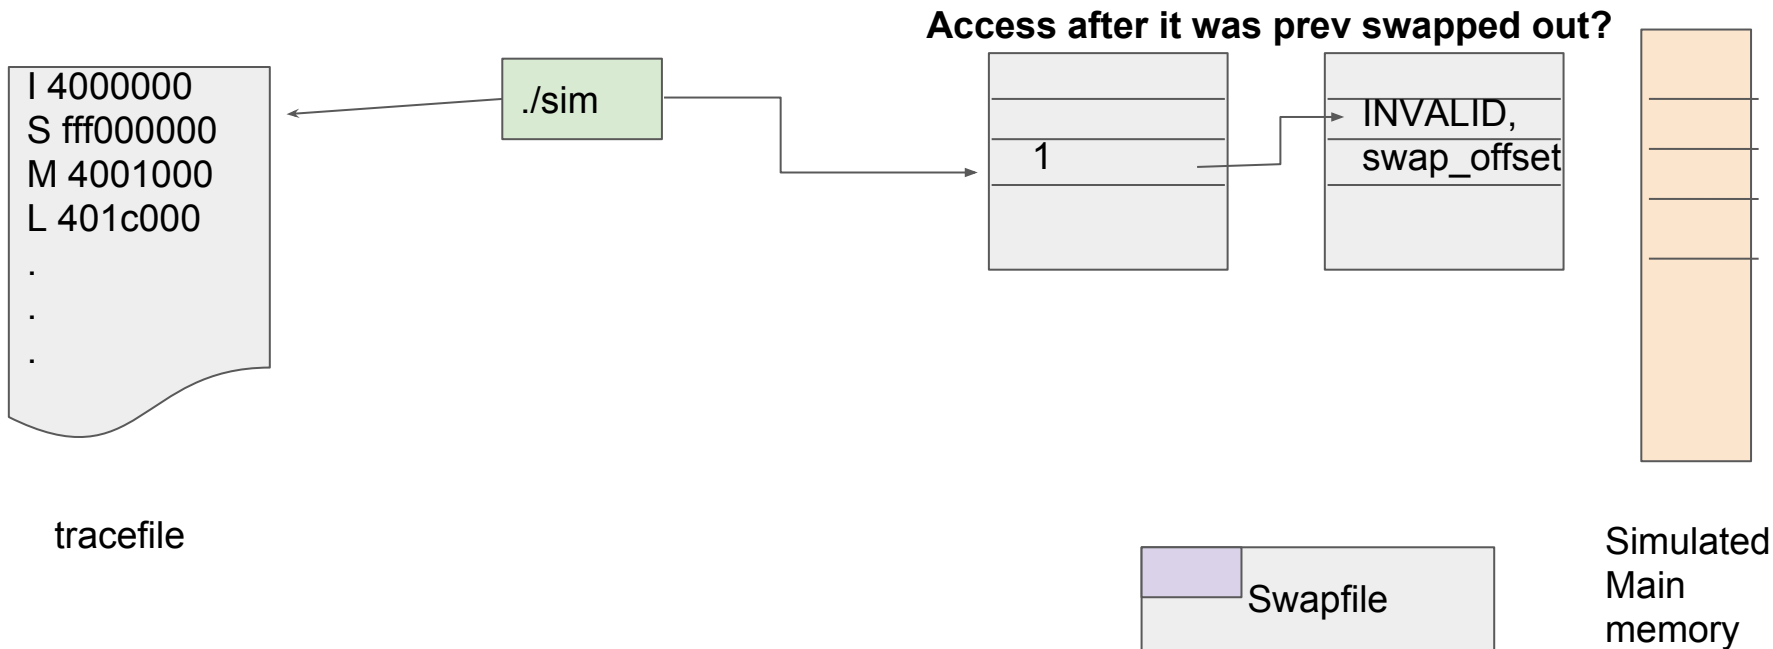 Access after it was prev swapped out?
I 4000000
S fff000000
M 4001000
L 401c000
.
.
.
./sim
1
INVALID,
swap_offset
tracefile
Swapfile
Simulated
Main
memory